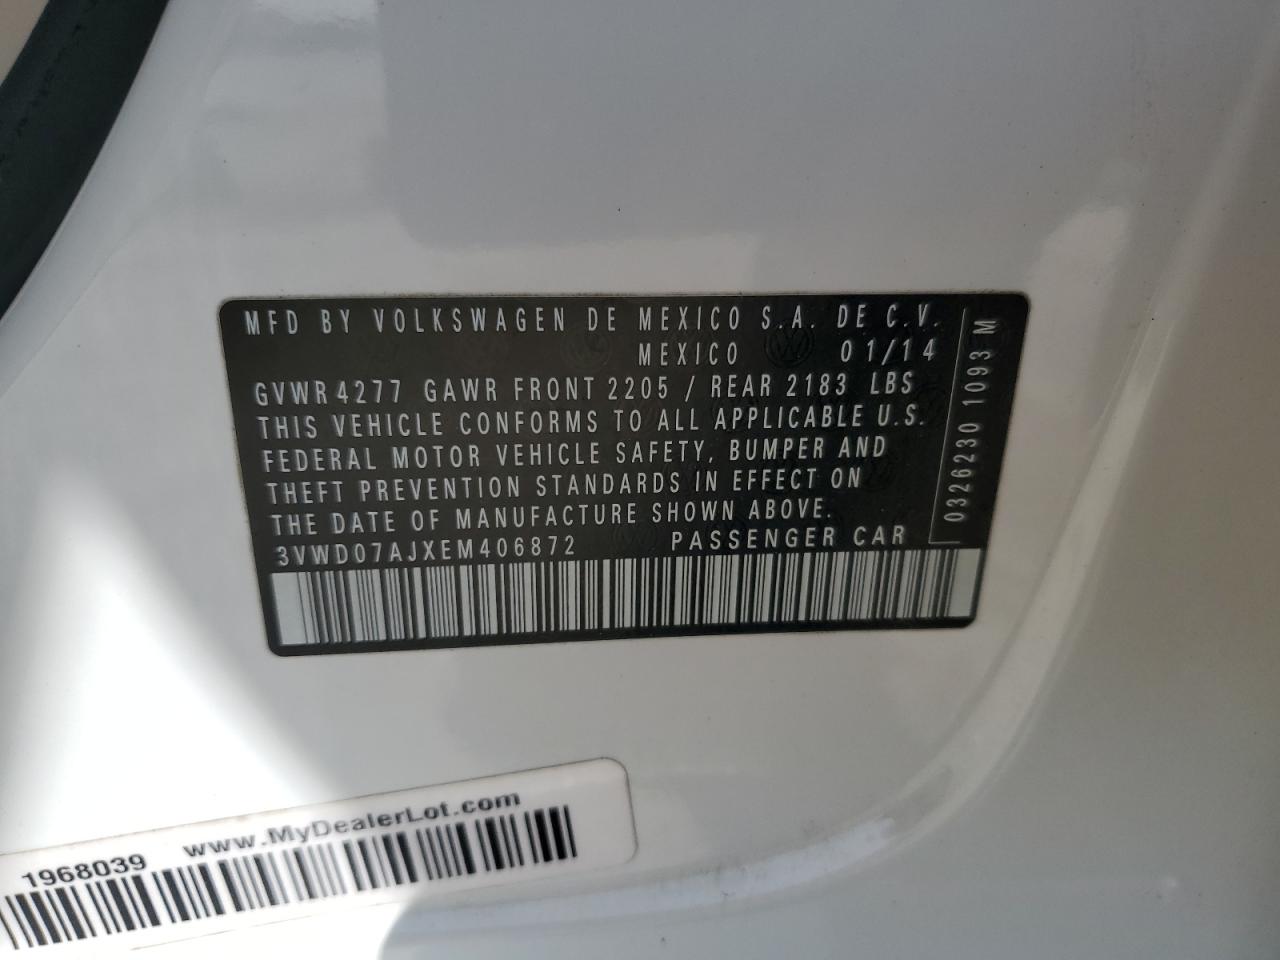 MFD BY VOLKSWAGEN DE MEXICO S.A. DE C.V.
MEXICO 01/14
GVWR 4277 GAWR FRONT 2205 / REAR 2183 LBS
THIS VEHICLE CONFORMS TO ALL APPLICABLE U.S.
FEDERAL MOTOR VEHICLE SAFETY, BUMPER AND
THEFT PREVENTION STANDARDS IN EFFECT ON
THE DATE OF MANUFACTURE SHOWN ABOVE.
3VWD07AJXEM406872 PASSENGER CAR
0326230 1093 M
1968039 www.MyDealerLot.com